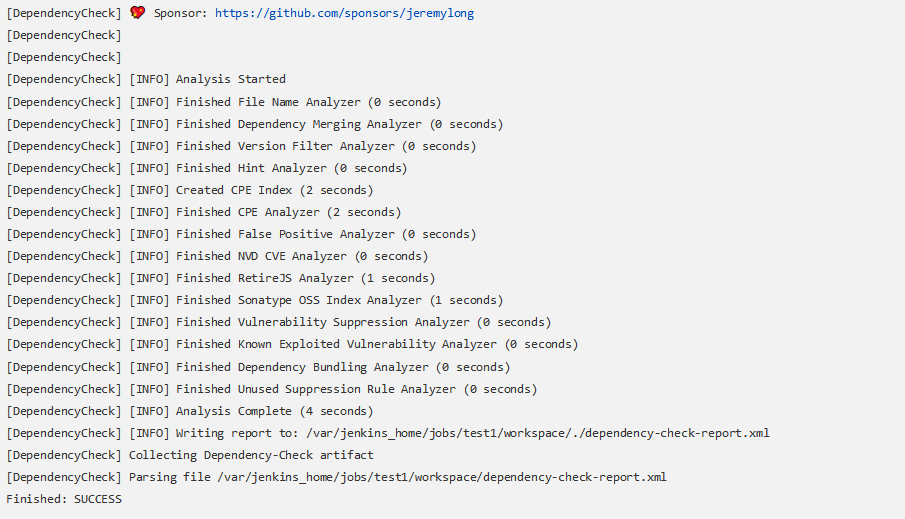 [DependencyCheck] 💖 Sponsor: https://github.com/sponsors/jeremylong
[DependencyCheck]
[DependencyCheck]
[DependencyCheck] [INFO] Analysis Started
[DependencyCheck] [INFO] Finished File Name Analyzer (0 seconds)
[DependencyCheck] [INFO] Finished Dependency Merging Analyzer (0 seconds)
[DependencyCheck] [INFO] Finished Version Filter Analyzer (0 seconds)
[DependencyCheck] [INFO] Finished Hint Analyzer (0 seconds)
[DependencyCheck] [INFO] Created CPE Index (2 seconds)
[DependencyCheck] [INFO] Finished CPE Analyzer (2 seconds)
[DependencyCheck] [INFO] Finished False Positive Analyzer (0 seconds)
[DependencyCheck] [INFO] Finished NVD CVE Analyzer (0 seconds)
[DependencyCheck] [INFO] Finished RetireJS Analyzer (1 seconds)
[DependencyCheck] [INFO] Finished Sonatype OSS Index Analyzer (1 seconds)
[DependencyCheck] [INFO] Finished Vulnerability Suppression Analyzer (0 seconds)
[DependencyCheck] [INFO] Finished Known Exploited Vulnerability Analyzer (0 seconds)
[DependencyCheck] [INFO] Finished Dependency Bundling Analyzer (0 seconds)
[DependencyCheck] [INFO] Finished Unused Suppression Rule Analyzer (0 seconds)
[DependencyCheck] [INFO] Analysis Complete (4 seconds)
[DependencyCheck] [INFO] Writing report to: /var/jenkins_home/jobs/test1/workspace/./dependency-check-report.xml
[DependencyCheck] Collecting Dependency-Check artifact
[DependencyCheck] Parsing file /var/jenkins_home/jobs/test1/workspace/dependency-check-report.xml
Finished: SUCCESS